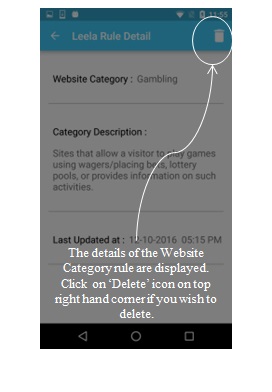 11:55
Leela Rule Detail
Website Category : Gambling
Category Description :
Sites that allow a visitor to play games
using wagers/placing bets, lottery
pools, or provides information on such
activities.
Last Updated at : 12-10-2016 05:15 PM
The details of the Website
Category rule are displayed.
Click on ‘Delete’ icon on top
right hand corner if you wish to
delete.